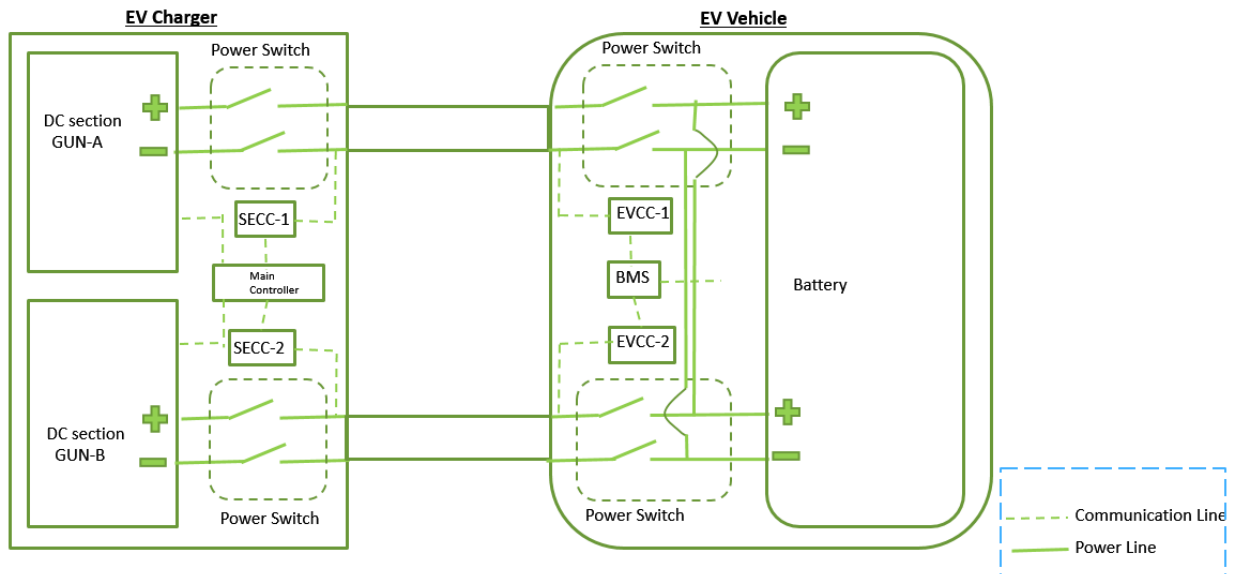 EV Charger
EV Vehicle
Power Switch
Power Switch
DC section
GUN-A
SECC-1
EVCC-1
Main
Controller
BMS
Battery
SECC-2
EVCC-2
DC section
GUN-B
Power Switch
Power Switch
Communication Line
Power Line